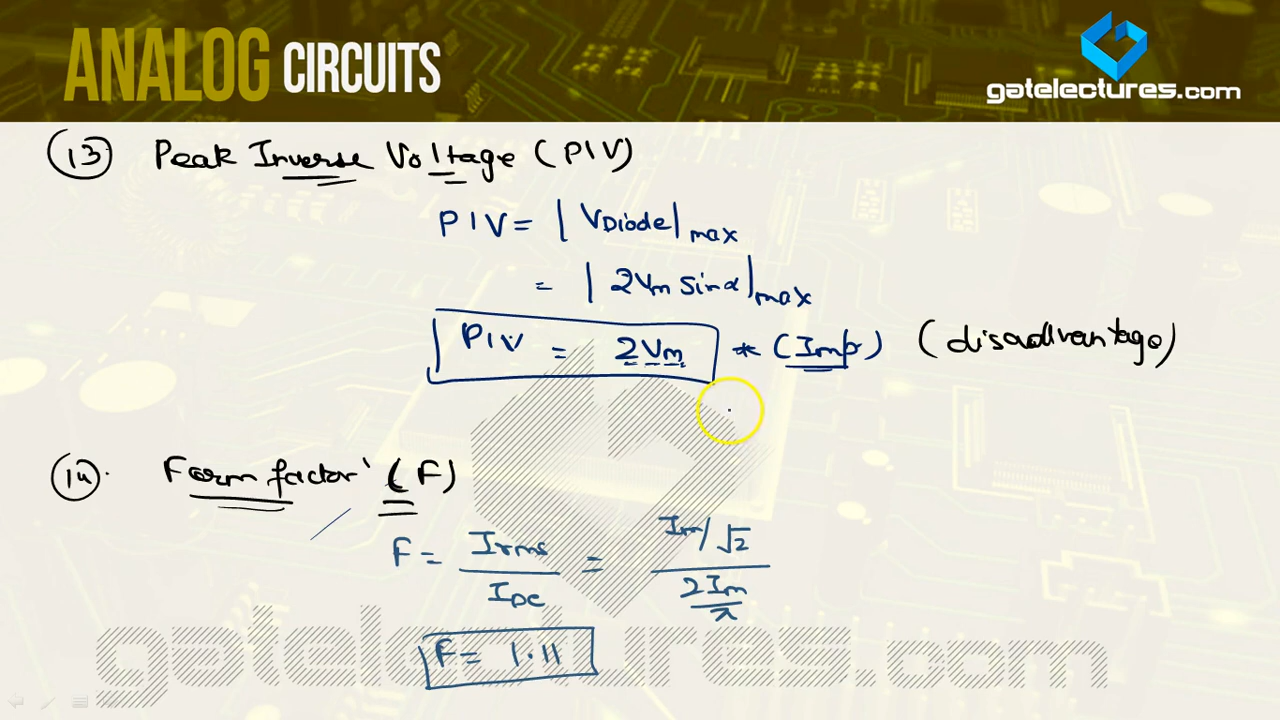 ANALOG CIRCUITS
gatelectures.com
(13) Peak Inverse Voltage (PIV)
PIV = |VDiode|max
= |2Vm sinα|max
PIV = 2Vm * (Imp) (disadvantage)
(14). Form factor (F)
F = Irms/IDC = (Im/√2)/(2Im/π)
F = 1.11
gatelectures.com